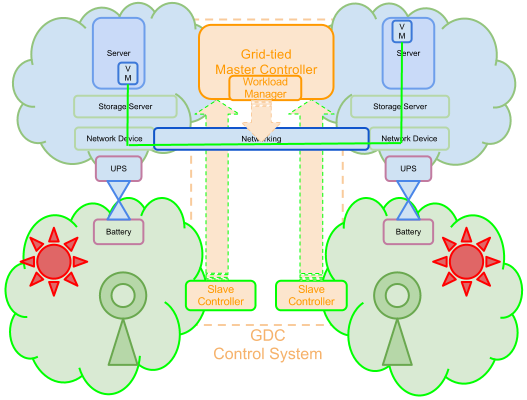 Server
V
M
Storage Server
Network Device
UPS
Battery
Grid-tied
Master Controller
Workload
Manager
Networking
V
M
Server
Storage Server
Network Device
UPS
Battery
Slave
Controller
Slave
Controller
GDC
Control System